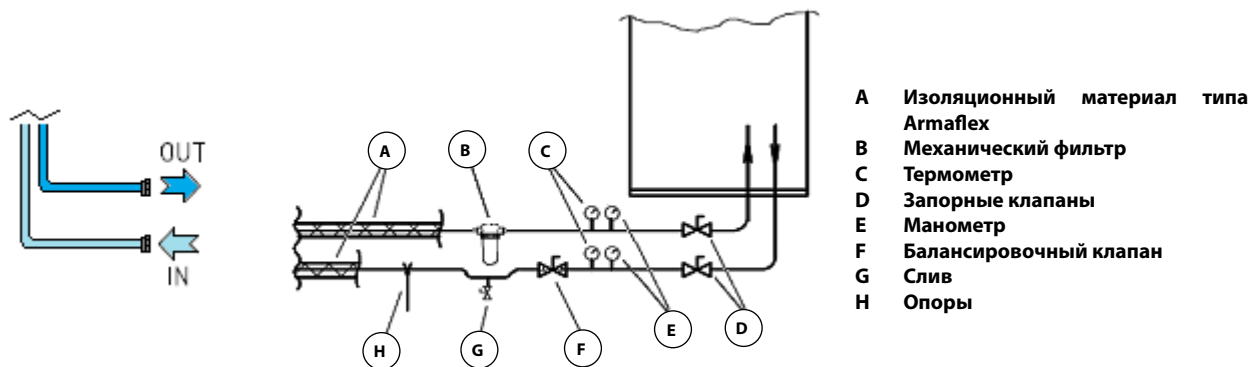 OUT
IN
A
B
C
H
G
F
E
D
A Изоляционный материал типа
Armaflex
B Механический фильтр
C Термометр
D Запорные клапаны
E Манометр
F Балансировочный клапан
G Слив
H Опоры